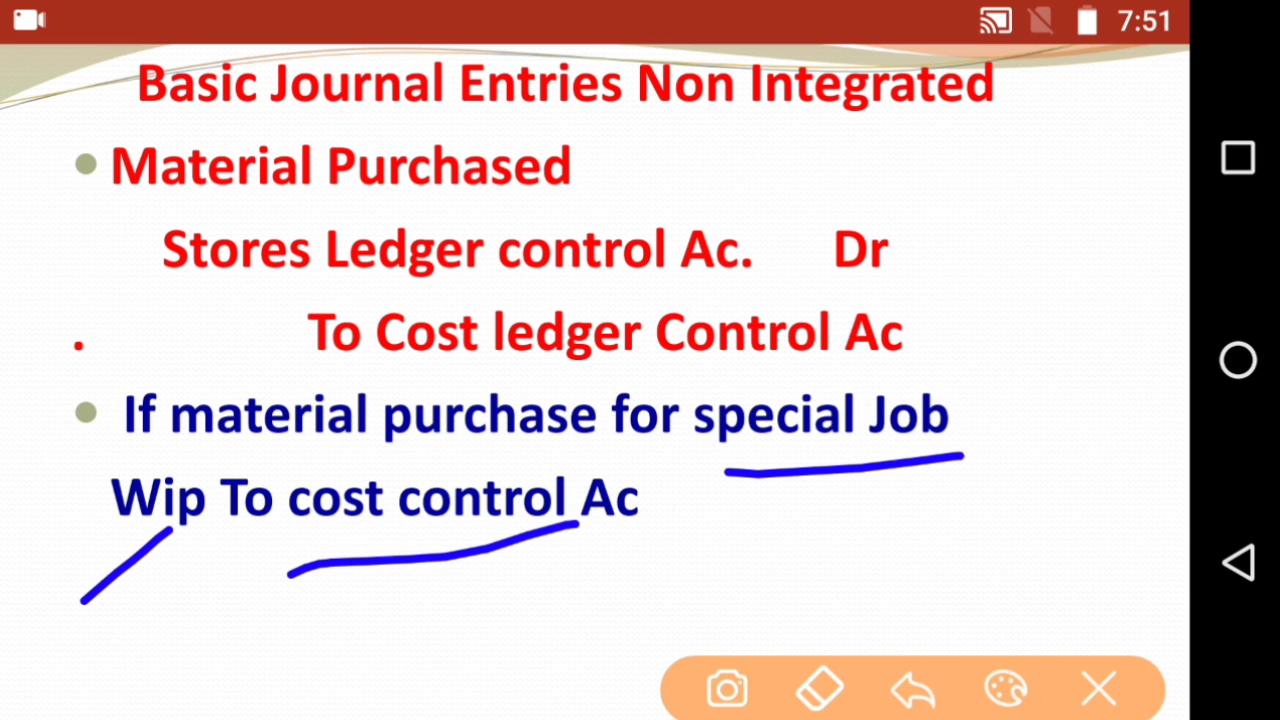 7:51
Basic Journal Entries Non Integrated
Material Purchased
Stores Ledger control Ac. Dr
. To Cost ledger Control Ac
If material purchase for special Job
Wip To cost control Ac